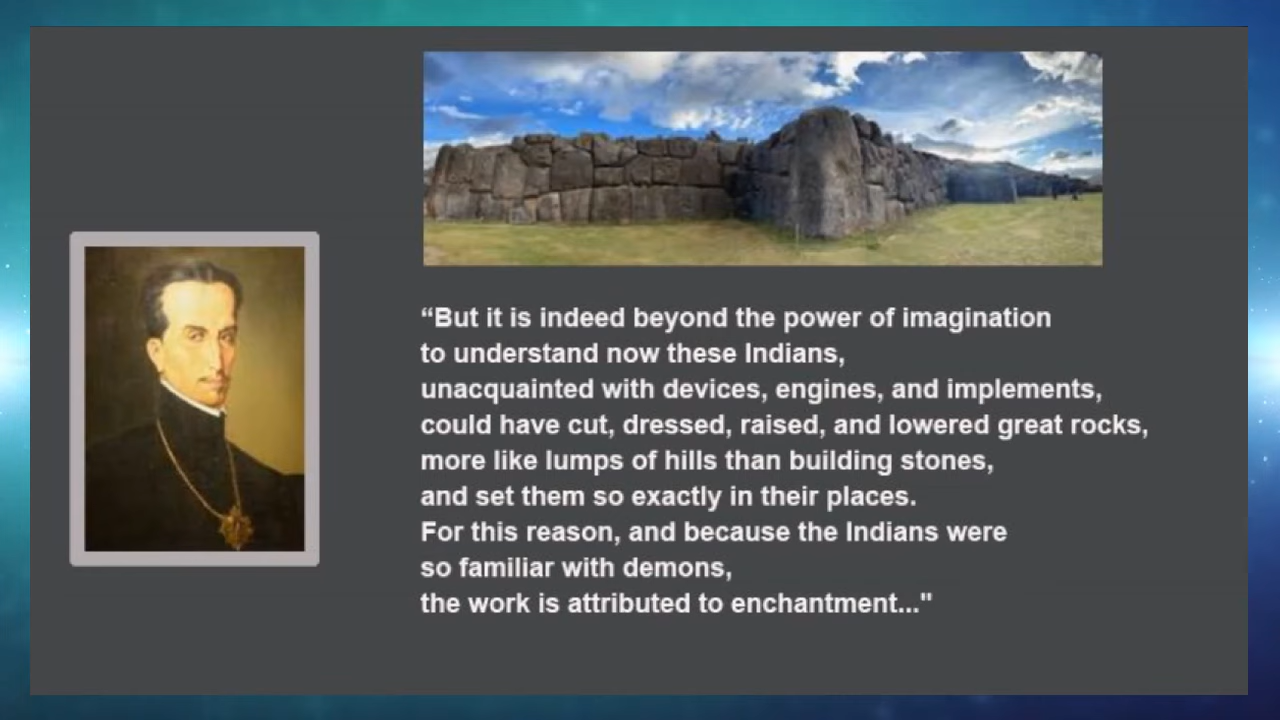 “But it is indeed beyond the power of imagination
to understand now these Indians,
unacquainted with devices, engines, and implements,
could have cut, dressed, raised, and lowered great rocks,
more like lumps of hills than building stones,
and set them so exactly in their places.
For this reason, and because the Indians were
so familiar with demons,
the work is attributed to enchantment..."